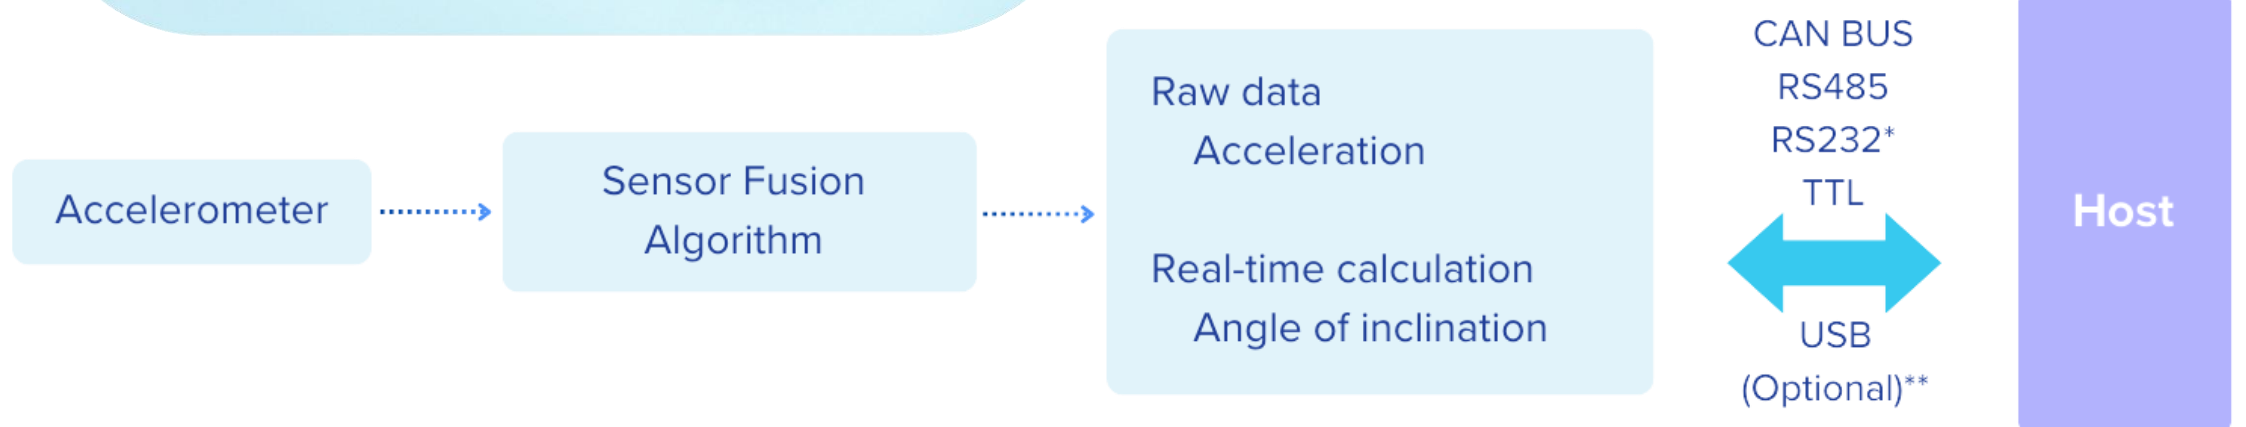 Accelerometer
Sensor Fusion
Algorithm
Raw data
Acceleration
Real-time calculation
Angle of inclination
CAN BUS
RS485
RS232*
TTL
USB
(Optional)**
Host